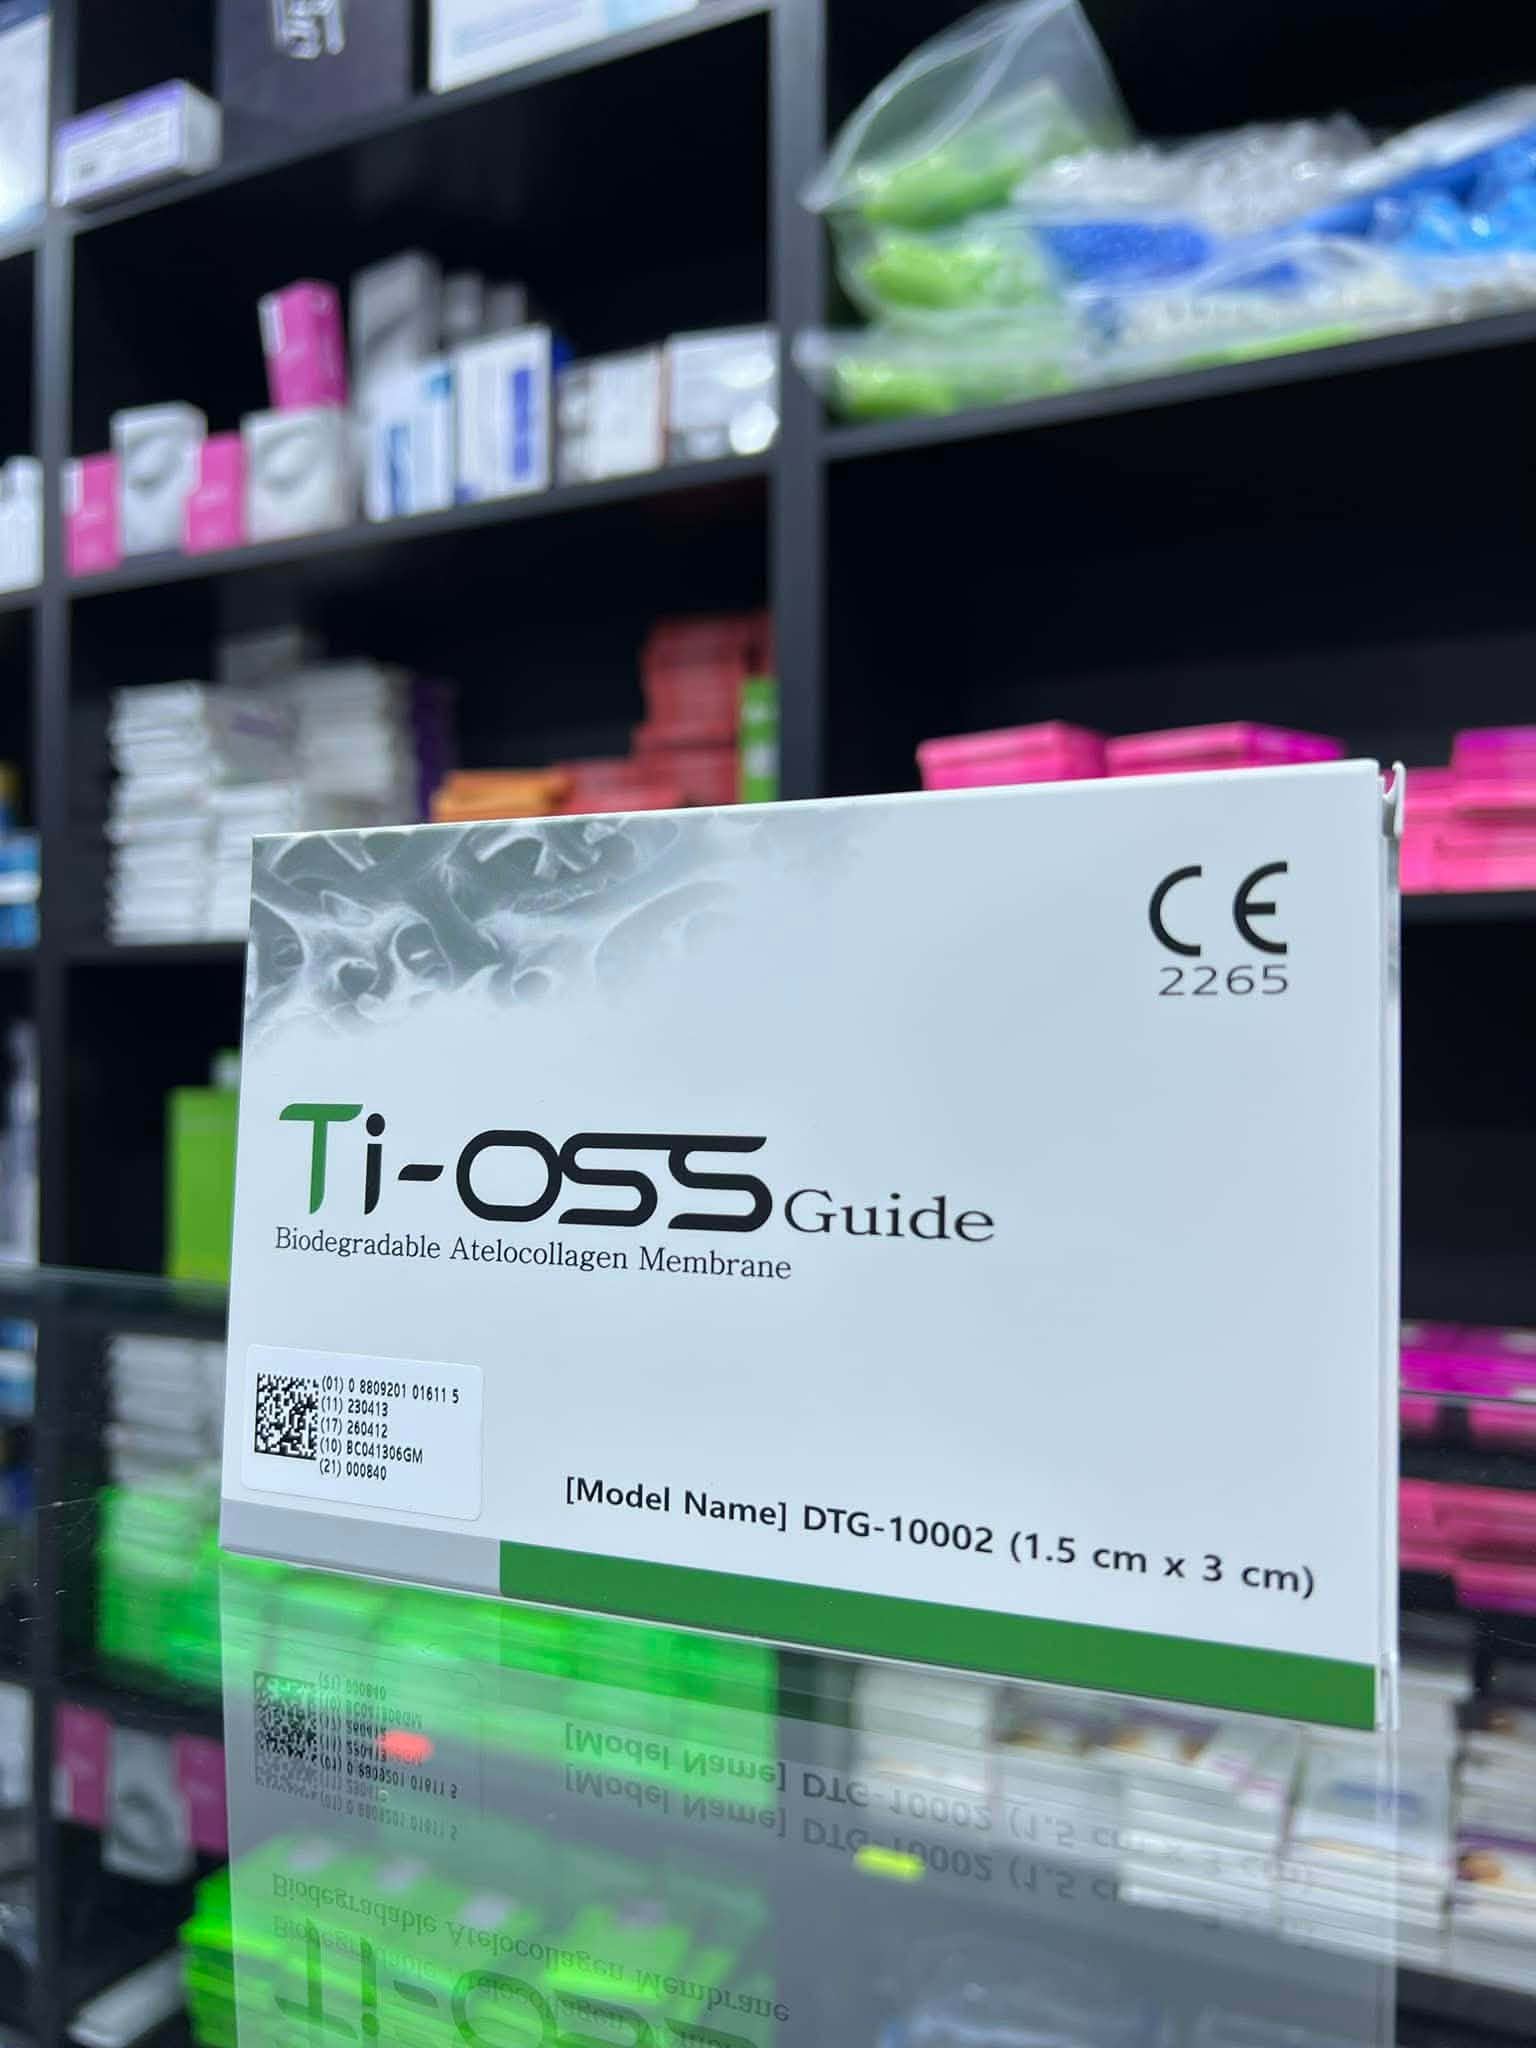 CE
2265
Ti-OSS Guide
Biodegradable Atelocollagen Membrane
(01) 0 8809201 01611 5
(11) 230413
(17) 260412
(10) BC041306GM
(21) 000840
[Model Name] DTG-10002 (1.5 cm x 3 cm)